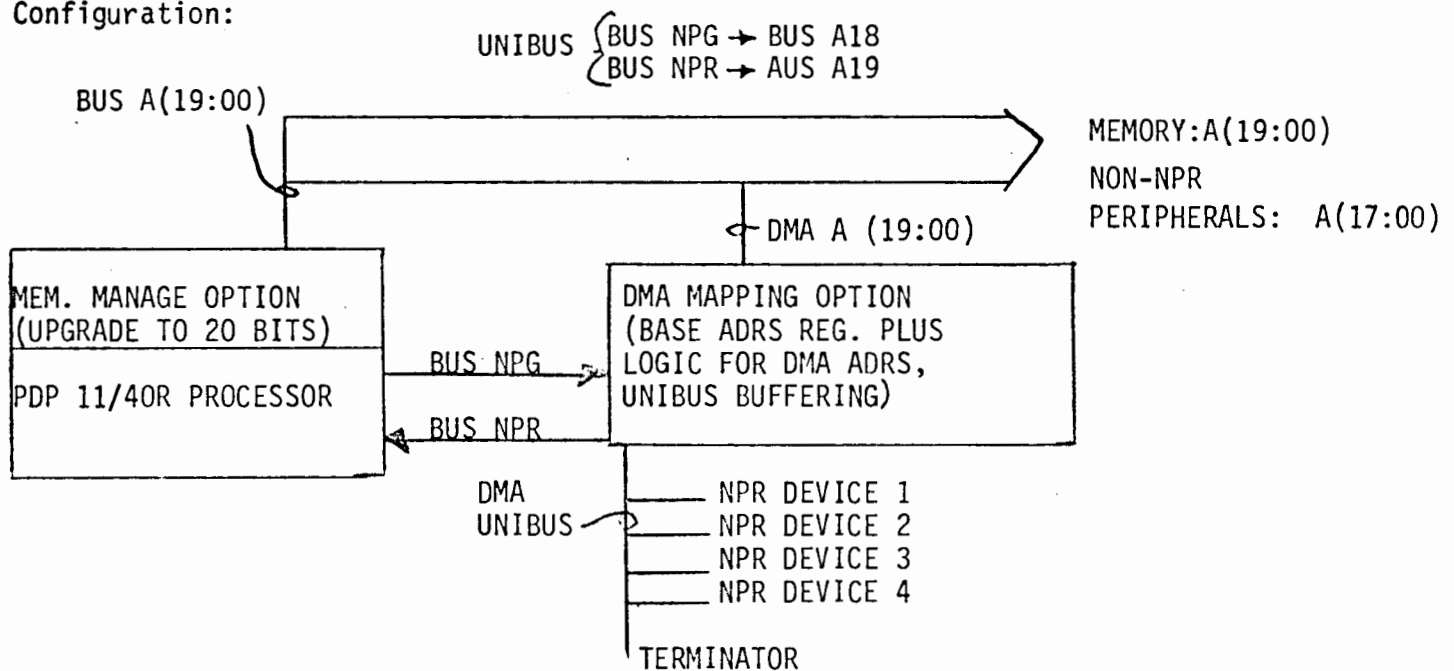 Configuration:
UNIBUS
BUS NPG → BUS A18
BUS NPR → AUS A19
BUS A(19:00)
MEMORY:A(19:00)
NON-NPR
PERIPHERALS: A(17:00)
DMA A (19:00)
MEM. MANAGE OPTION
(UPGRADE TO 20 BITS)
PDP 11/40R PROCESSOR
BUS NPG
BUS NPR
DMA MAPPING OPTION
(BASE ADRS REG. PLUS
LOGIC FOR DMA ADRS,
UNIBUS BUFFERING)
DMA
UNIBUS
NPR DEVICE 1
NPR DEVICE 2
NPR DEVICE 3
NPR DEVICE 4
TERMINATOR